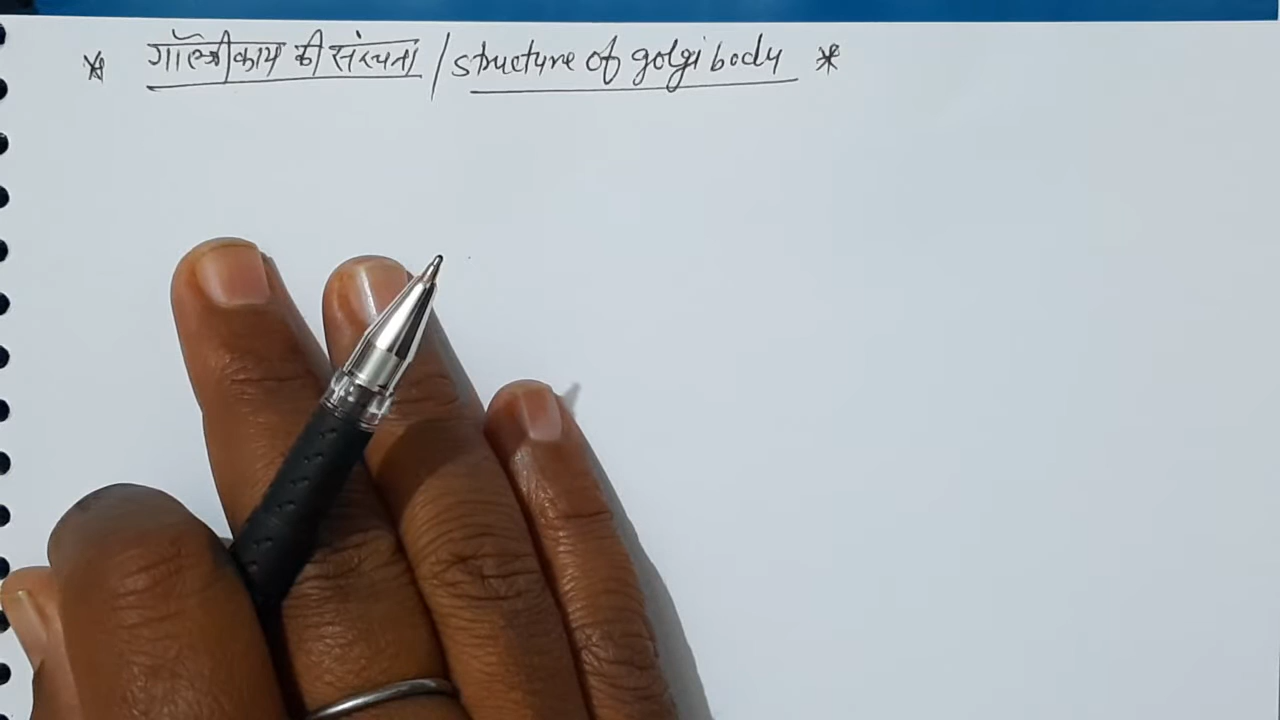 * गॉल्जीकाय की संरचना / structure of golgi body *